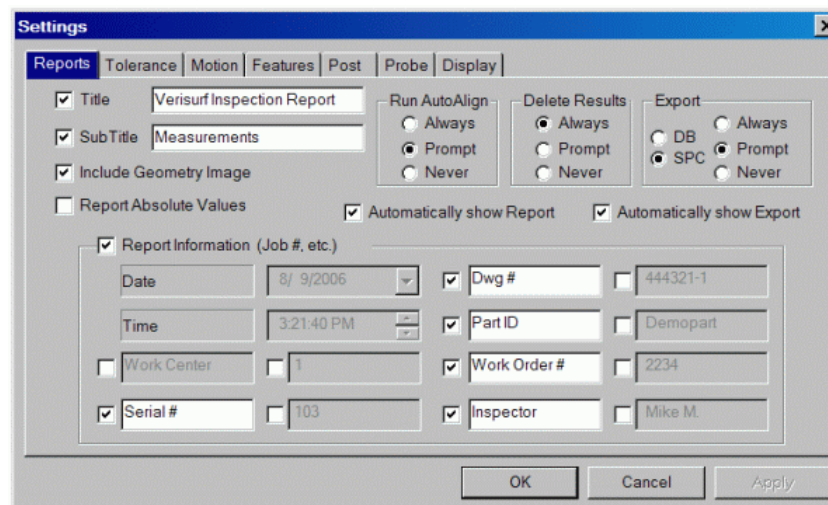 Settings
Reports Tolerance Motion Features Post Probe Display
Title Verisurf Inspection Report Run AutoAlign Delete Results Export
Always Always Always
DB
SubTitle Measurements Prompt Prompt SPC Prompt
Include Geometry Image Never Never Never
Report Absolute Values Automatically show Report Automatically show Export
Report Information (Job #, etc.)
Date 8/ 9/2006 Dwg # 444321-1
Time 3:21:40 PM Part ID Demopart
Work Center 1 Work Order # 2234
Serial # 103 Inspector Mike M.
OK Cancel Apply